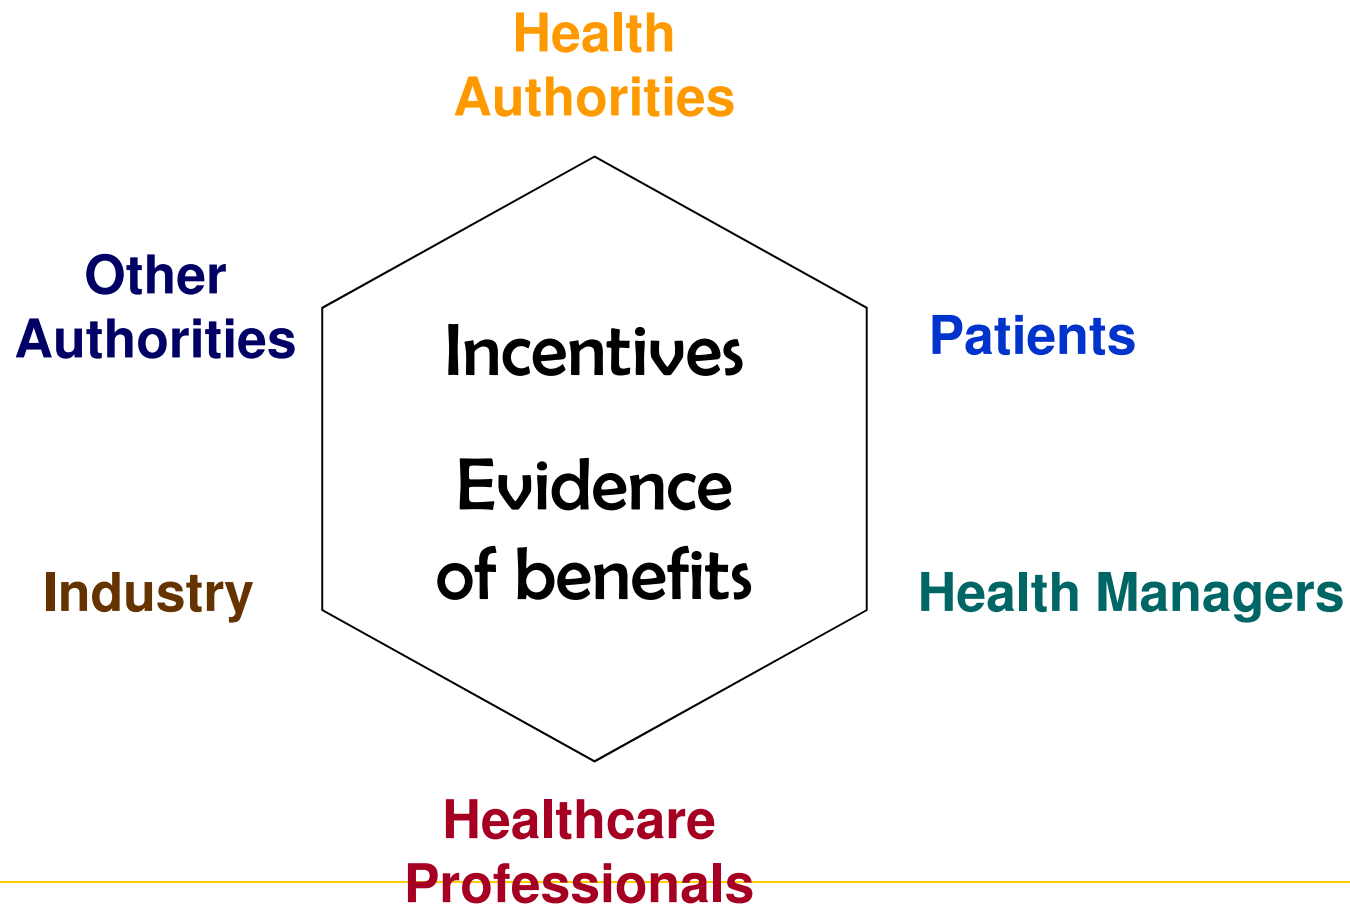 Health
Authorities
Other
Authorities
Patients
Incentives
Evidence
of benefits
Industry
Health Managers
Healthcare
Professionals